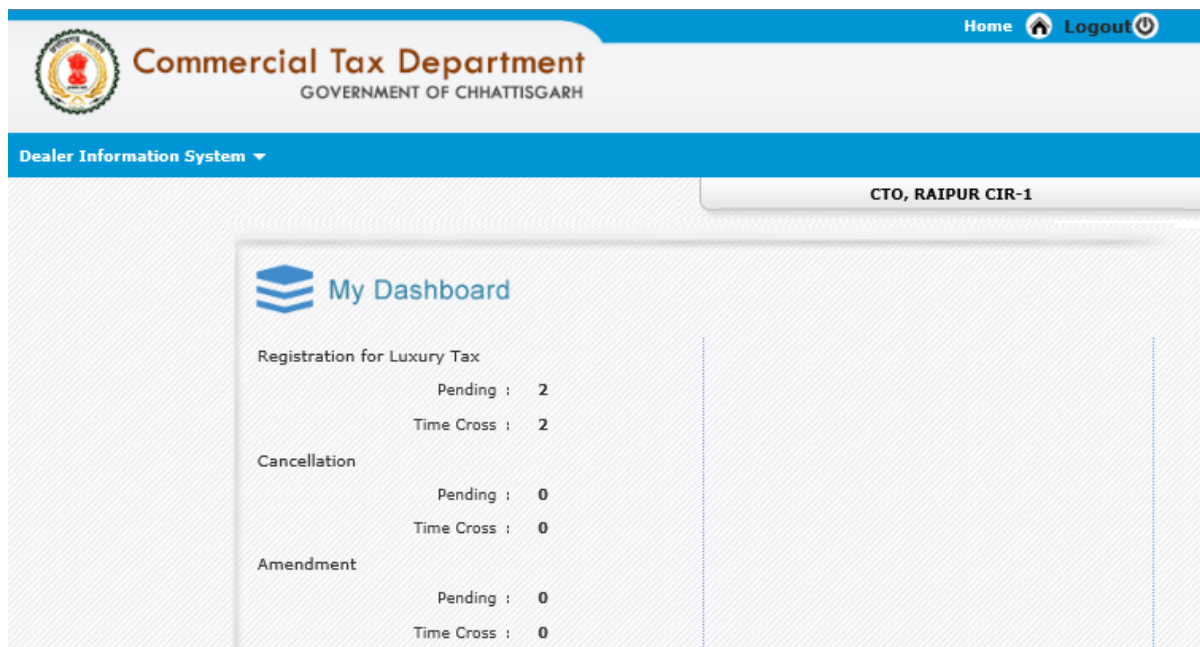 Home Logout
Commercial Tax Department
GOVERNMENT OF CHHATTISGARH
Dealer Information System
CTO, RAIPUR CIR-1
My Dashboard
Registration for Luxury Tax
Pending : 2
Time Cross : 2
Cancellation
Pending : 0
Time Cross : 0
Amendment
Pending : 0
Time Cross : 0